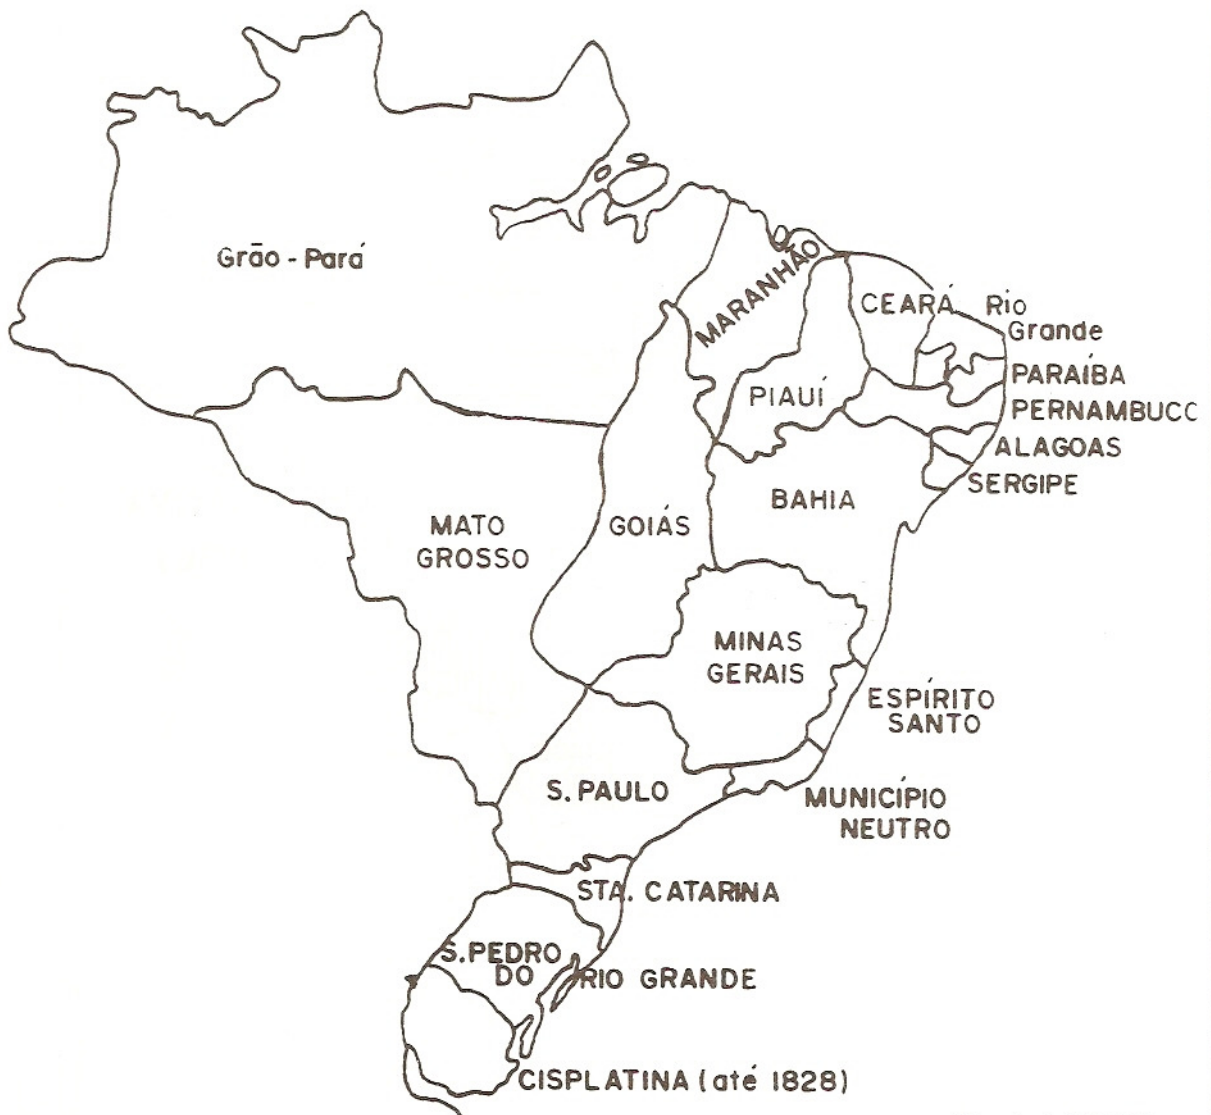 Grão - Pará
MARANHÃO
CEARÁ
Rio
Grande
PARAÍBA
PIAUÍ
PERNAMBUCC
ALAGOAS
SERGIPE
BAHIA
MATO
GROSSO
GOIÁS
MINAS
GERAIS
ESPÍRITO
SANTO
S. PAULO
MUNICÍPIO
NEUTRO
STA. CATARINA
S. PEDRO
DO RIO GRANDE
CISPLATINA (até 1828)